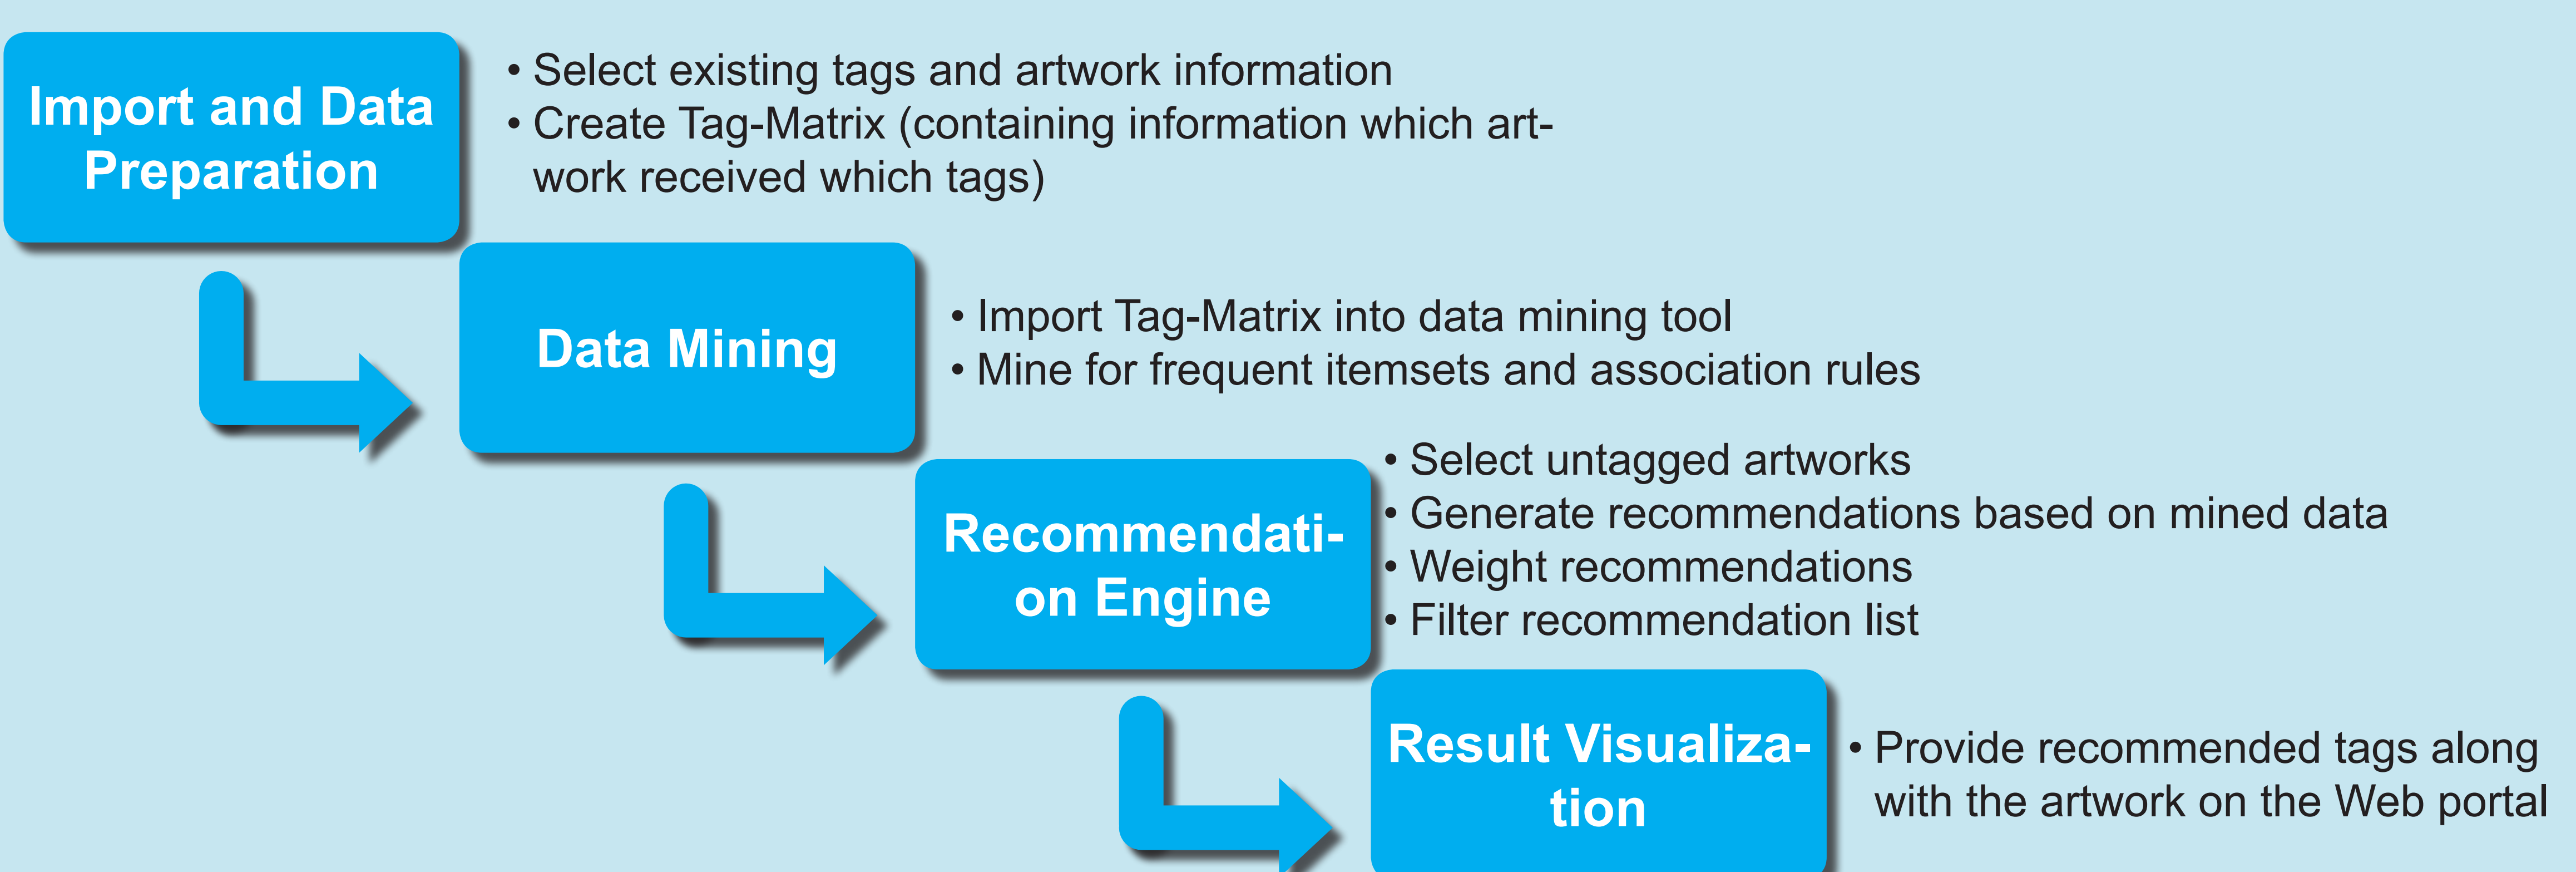 Import and Data
Preparation
• Select existing tags and artwork information
• Create Tag-Matrix (containing information which art-
work received which tags)
Data Mining
• Import Tag-Matrix into data mining tool
• Mine for frequent itemsets and association rules
Recommendati-
on Engine
• Select untagged artworks
• Generate recommendations based on mined data
• Weight recommendations
• Filter recommendation list
Result Visualiza-
tion
• Provide recommended tags along
with the artwork on the Web portal